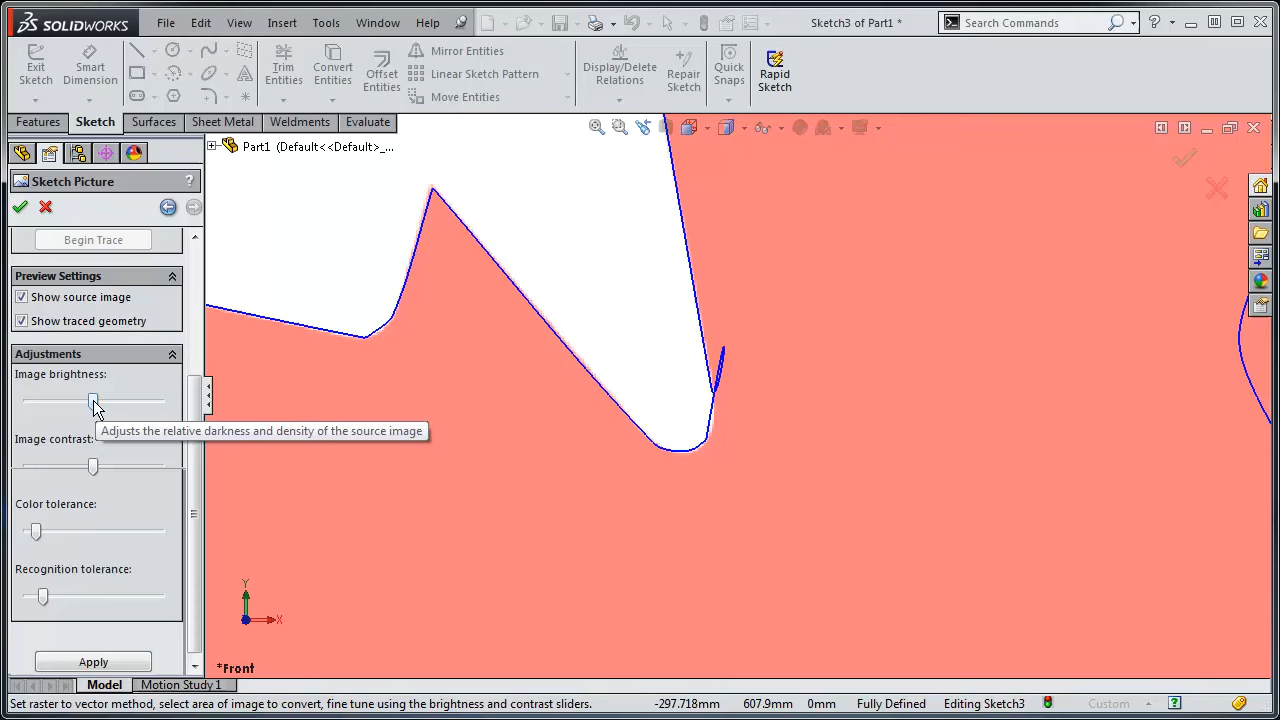 SOLIDWORKS
File Edit View Insert Tools Window Help
Sketch3 of Part1 *
Search Commands
Exit Sketch
Smart Dimension
Trim Entities
Convert Entities
Offset Entities
Mirror Entities
Linear Sketch Pattern
Move Entities
Display/Delete Relations
Repair Sketch
Quick Snaps
Rapid Sketch
Features Sketch Surfaces Sheet Metal Weldments Evaluate
Part1 (Default<<Default>_...
Sketch Picture ?
Begin Trace
Preview Settings
Show source image
Show traced geometry
Adjustments
Image brightness:
Adjusts the relative darkness and density of the source image
Image contrast:
Color tolerance:
Recognition tolerance:
Apply
Y
X
*Front
Model Motion Study 1
Set raster to vector method, select area of image to convert, fine tune using the brightness and contrast sliders.
-297.718mm 607.9mm 0mm Fully Defined Editing Sketch3 Custom